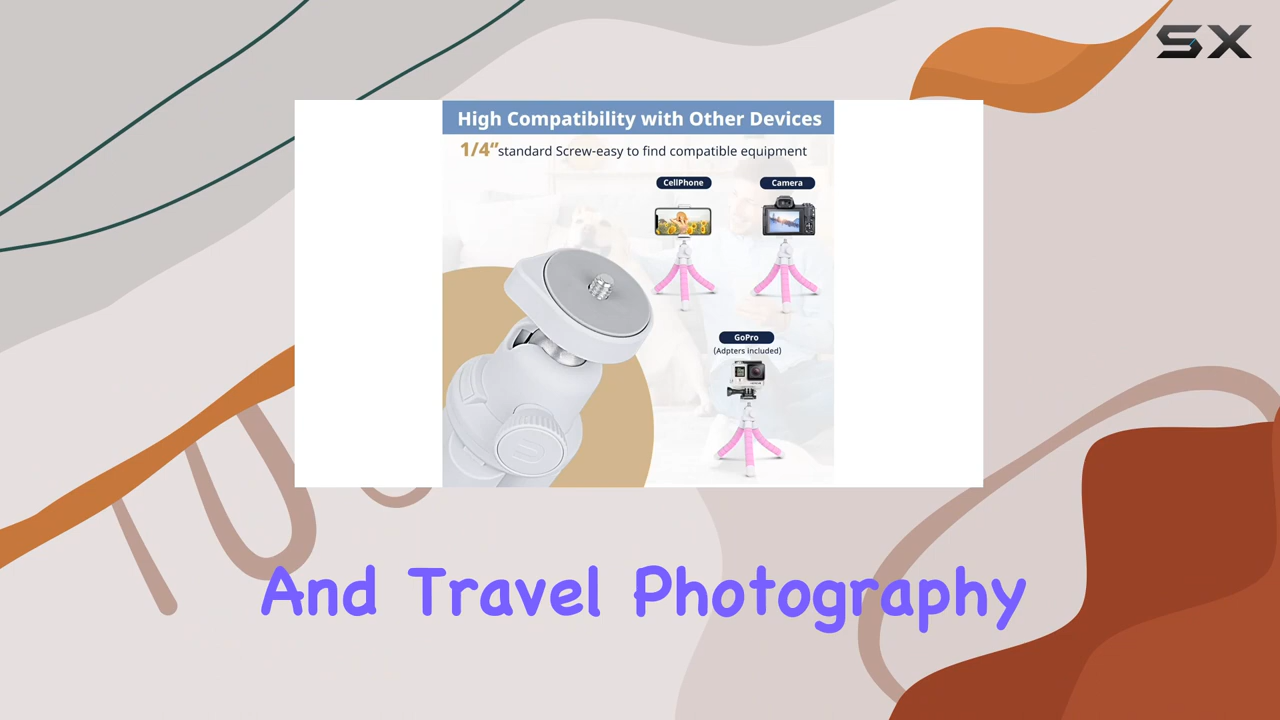 SX
High Compatibility with Other Devices
1/4” standard Screw-easy to find compatible equipment
CellPhone
Camera
GoPro
(Adpters included)
And Travel Photography